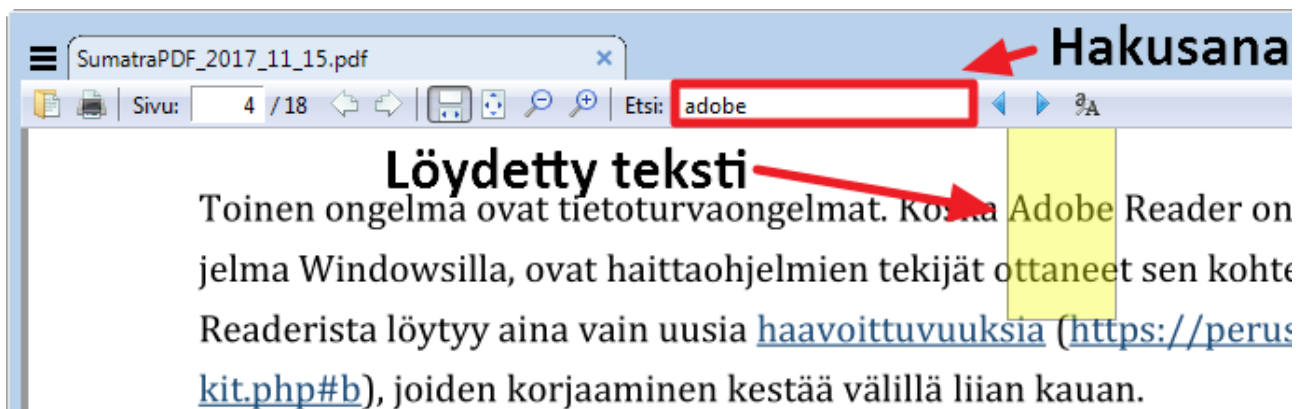 Hakusana
SumatraPDF_2017_11_15.pdf
Sivu: 4 / 18 Etsi: adobe
Löydetty teksti
Toinen ongelma ovat tietoturvaongelmat. Koska Adobe Reader on
jelma Windowsilla, ovat haittaohjelmien tekijät ottaneet sen kohte
Readerista löytyy aina vain uusia haavoittuvuuksia (https://perus
kit.php#b), joiden korjaaminen kestää välillä liian kauan.